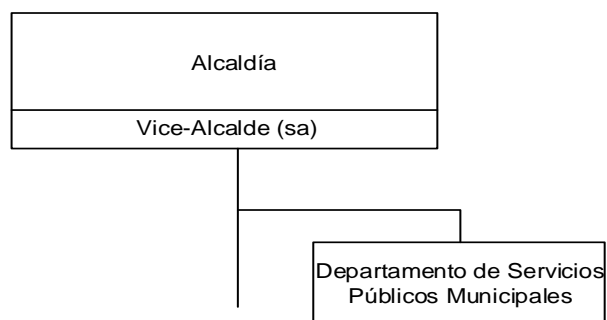 Alcaldía
Vice-Alcalde (sa)
Departamento de Servicios
Públicos Municipales